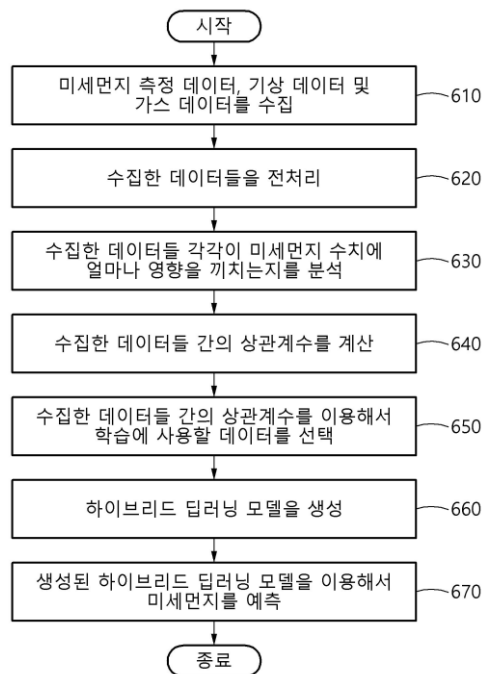 시작
미세먼지 측정 데이터, 기상 데이터 및
가스 데이터를 수집
610
수집한 데이터들을 전처리
620
수집한 데이터들 각각이 미세먼지 수치에
얼마나 영향을 끼치는지를 분석
630
수집한 데이터들 간의 상관계수를 계산
640
수집한 데이터들 간의 상관계수를 이용해서
학습에 사용할 데이터를 선택
650
하이브리드 딥러닝 모델을 생성
660
생성된 하이브리드 딥러닝 모델을 이용해서
미세먼지를 예측
670
종료